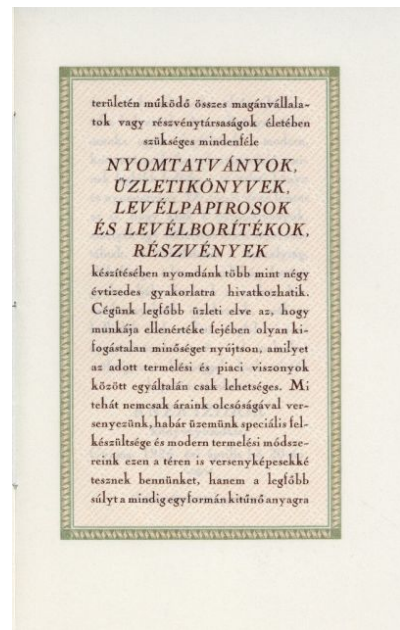 területén működő összes magánvállala-
tok vagy részvénytársaságok életében
szükséges mindenféle
NYOMTATVÁNYOK,
ÜZLETIKÖNYVEK,
LEVÉLPAPIROSOK
ÉS LEVÉLBORÍTÉKOK,
RÉSZVÉNYEK
készítésében nyomdánk több mint négy
évtizedes gyakorlatra hivatkozhatik.
Cégünk legfőbb üzleti elve az, hogy
munkája ellenértéke fejében olyan ki-
fogástalan minőséget nyújtson, amilyet
az adott termelési és piaci viszonyok
között egyáltalán csak lehetséges. Mi
tehát nemcsak áraink olcsóságával ver-
senyezünk, habár üzemünk speciális fel-
készültsége és modern termelési módsze-
reink ezen a téren is versenyképesekké
tesznek bennünket, hanem a legfőbb
súlyt a mindig egyformán kitűnő anyagra